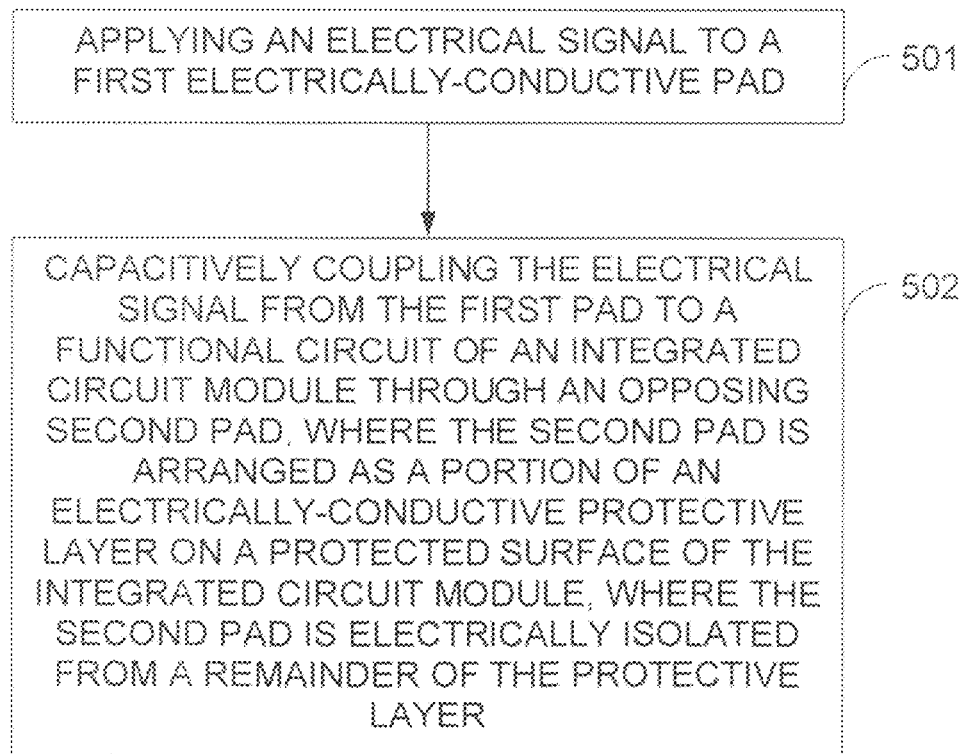 APPLYING AN ELECTRICAL SIGNAL TO A
FIRST ELECTRICALLY-CONDUCTIVE PAD
501
CAPACITIVELY COUPLING THE ELECTRICAL
SIGNAL FROM THE FIRST PAD TO A
FUNCTIONAL CIRCUIT OF AN INTEGRATED
CIRCUIT MODULE THROUGH AN OPPOSING
SECOND PAD, WHERE THE SECOND PAD IS
ARRANGED AS A PORTION OF AN
ELECTRICALLY-CONDUCTIVE PROTECTIVE
LAYER ON A PROTECTED SURFACE OF THE
INTEGRATED CIRCUIT MODULE, WHERE THE
SECOND PAD IS ELECTRICALLY ISOLATED
FROM A REMAINDER OF THE PROTECTIVE
LAYER
502